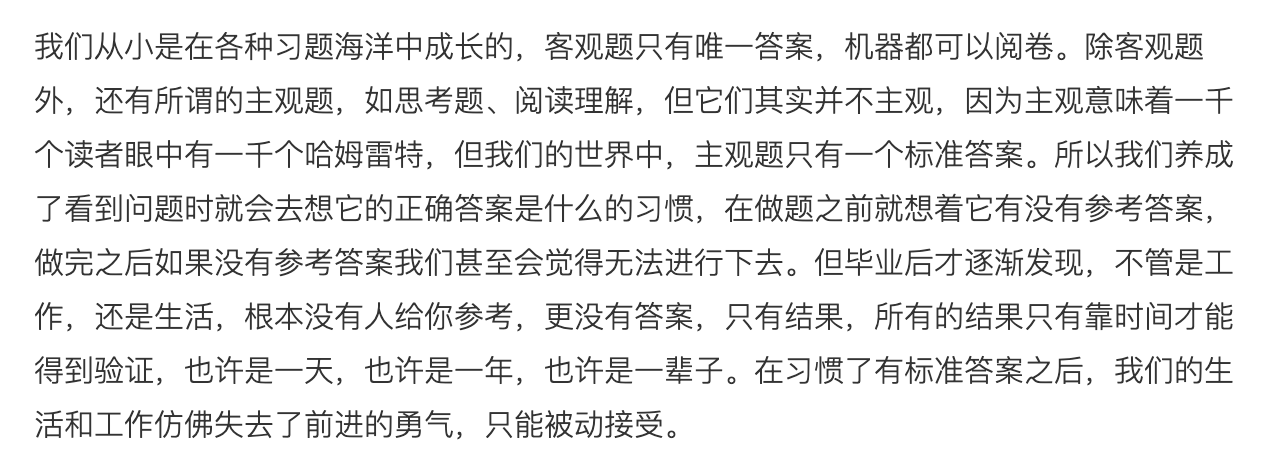 我们从小是在各种习题海洋中成长的，客观题只有唯一答案，机器都可以阅卷。除客观题
外，还有所谓的主观题，如思考题、阅读理解，但它们其实并不主观，因为主观意味着一千
个读者眼中有一千个哈姆雷特，但我们的世界中，主观题只有一个标准答案。所以我们养成
了看到问题时就会去想它的正确答案是什么的习惯，在做题之前就想着它有没有参考答案，
做完之后如果没有参考答案我们甚至会觉得无法进行下去。但毕业后才逐渐发现，不管是工
作，还是生活，根本没有人给你参考，更没有答案，只有结果，所有的结果只有靠时间才能
得到验证，也许是一天，也许是一年，也许是一辈子。在习惯了有标准答案之后，我们的生
活和工作仿佛失去了前进的勇气，只能被动接受。